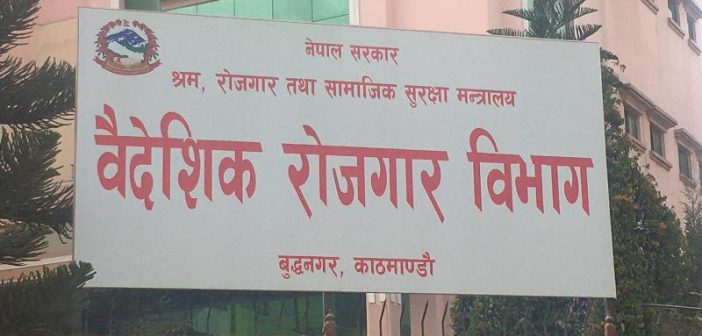 नेपाल सरकार
श्रम, रोजगार तथा सामाजिक सुरक्षा मन्त्रालय
वैदेशिक रोजगार विभाग
बुद्धनगर, काठमाण्डौ